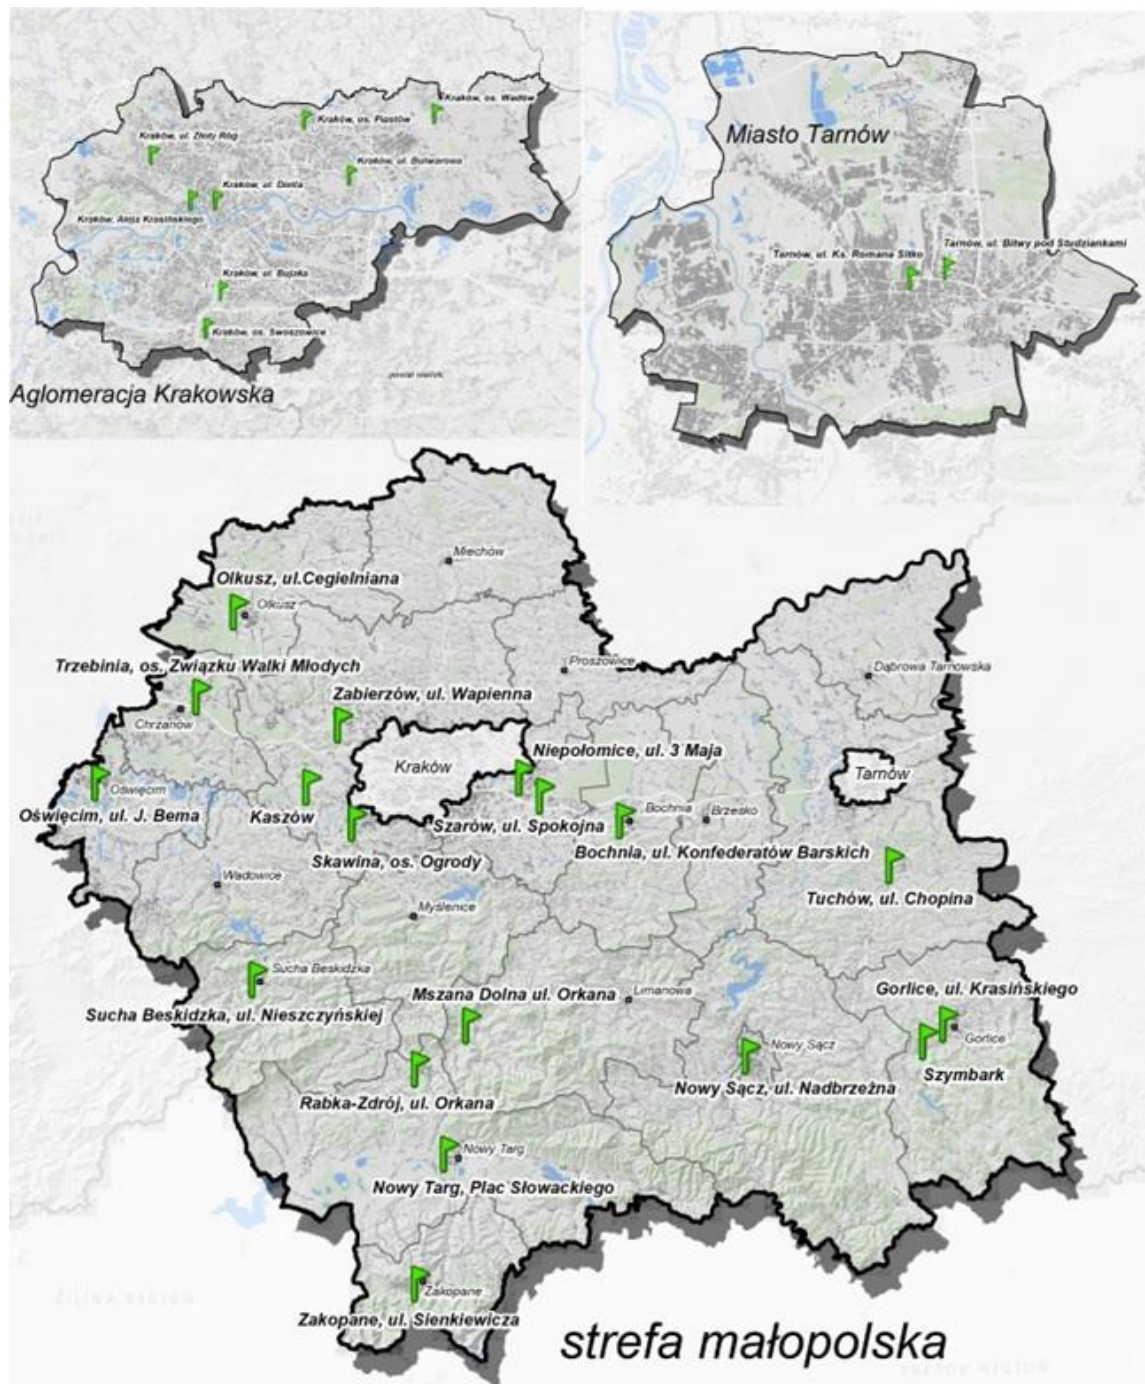 Kraków, os. Wadów
Kraków, os. Piastów
Kraków, ul. Złoty Róg
Kraków, ul. Bulwarowa
Kraków, ul. Dietla
Kraków, Aleja Krasińskiego
Kraków, ul. Bujaka
Kraków, os. Swoszowice
Aglomeracja Krakowska
Miasto Tarnów
Tarnów, ul. Bitwy pod Studziankami
Tarnów, ul. Ks. Romana Sitko
Miechów
Olkusz, ul.Cegielniana
Olkusz
Trzebinia, os. Związku Walki Młodych
Proszowice
Dąbrowa Tarnowska
Zabierzów, ul. Wapienna
Chrzanów
Niepołomice, ul. 3 Maja
Kraków
Tarnów
Oświęcim
Oświęcim, ul. J. Bema
Kaszów
Szarów, ul. Spokojna
Bochnia
Brzesko
Skawina, os. Ogrody
Bochnia, ul. Konfederatów Barskich
Wadowice
Tuchów, ul. Chopina
Myślenice
Sucha Beskidzka
Mszana Dolna ul. Orkana
Limanowa
Gorlice, ul. Krasińskiego
Sucha Beskidzka, ul. Nieszczyńskiej
Gorlice
Nowy Sącz
Szymbark
Nowy Sącz, ul. Nadbrzeżna
Rabka-Zdrój, ul. Orkana
Nowy Targ
Nowy Targ, Plac Słowackiego
Zakopane
ŽILINA REGION
Zakopane, ul. Sienkiewicza
strefa małopolska
PREŠOV REGION